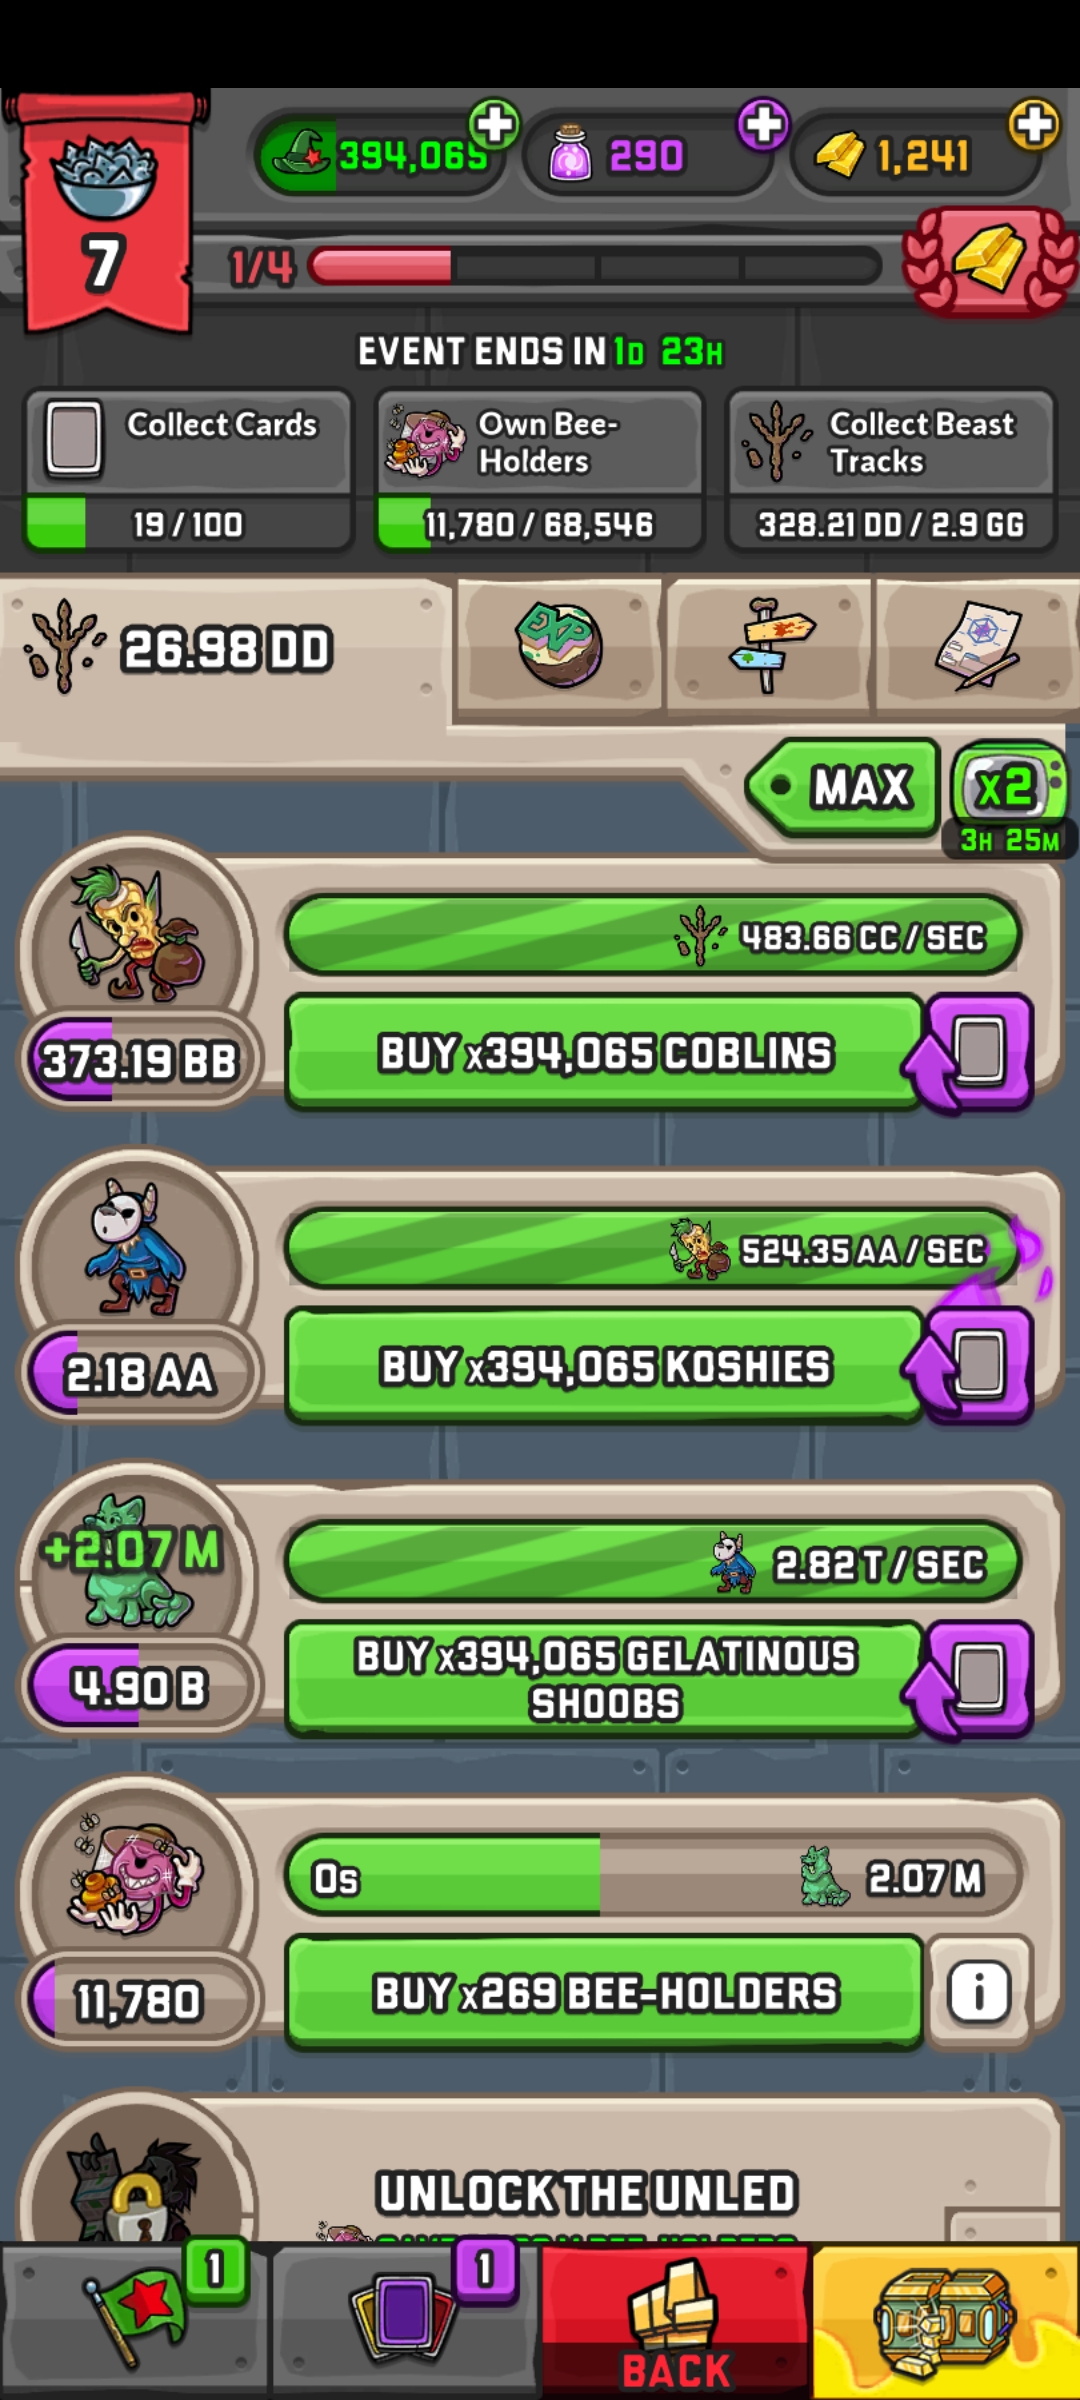 394,065
290
1,241
7
1/4
EVENT ENDS IN 1D 23H
Collect Cards
19 / 100
Own Bee-
Holders
11,780 / 68,546
Collect Beast
Tracks
328.21 DD / 2.9 GG
26.98 DD
EXP
MAX
x2
3H 25M
483.66 CC / SEC
373.19 BB
BUY x394,065 COBLINS
524.35 AA / SEC
2.18 AA
BUY x394,065 KOSHIES
+2.07 M
2.82 T / SEC
4.90 B
BUY x394,065 GELATINOUS
SHOOBS
0s
2.07 M
11,780
BUY x269 BEE-HOLDERS
i
UNLOCK THE UNLED
1
1
BACK